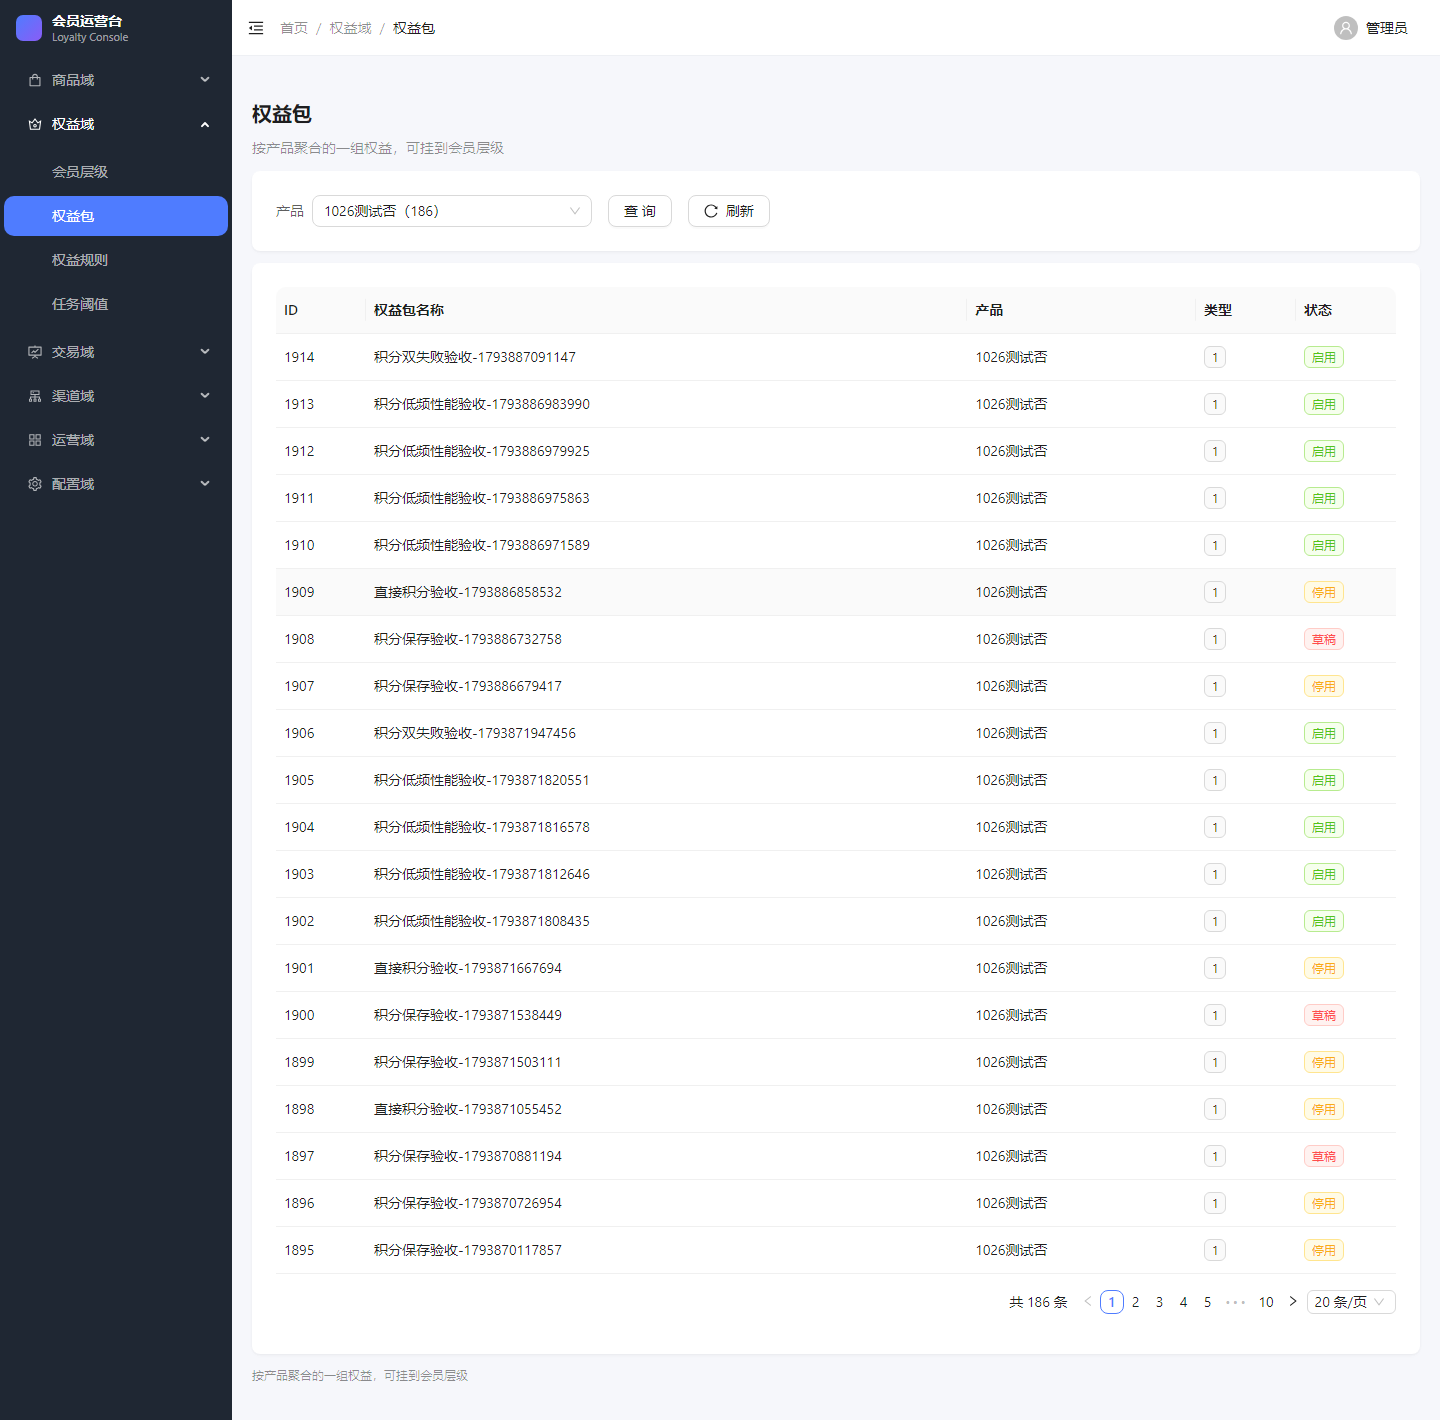 会员运营台
Loyalty Console
商品域
权益域
会员层级
权益包
权益规则
任务阈值
交易域
渠道域
运营域
配置域
首页 / 权益域 / 权益包
管理员
权益包
按产品聚合的一组权益，可挂到会员层级
产品 1026测试否（186） 查 询 刷新
ID 权益包名称 产品 类型 状态
1914 积分双失败验收-1793887091147 1026测试否 1 启用
1913 积分低频性能验收-1793886983990 1026测试否 1 启用
1912 积分低频性能验收-1793886979925 1026测试否 1 启用
1911 积分低频性能验收-1793886975863 1026测试否 1 启用
1910 积分低频性能验收-1793886971589 1026测试否 1 启用
1909 直接积分验收-1793886858532 1026测试否 1 停用
1908 积分保存验收-1793886732758 1026测试否 1 草稿
1907 积分保存验收-1793886679417 1026测试否 1 停用
1906 积分双失败验收-1793871947456 1026测试否 1 启用
1905 积分低频性能验收-1793871820551 1026测试否 1 启用
1904 积分低频性能验收-1793871816578 1026测试否 1 启用
1903 积分低频性能验收-1793871812646 1026测试否 1 启用
1902 积分低频性能验收-1793871808435 1026测试否 1 启用
1901 直接积分验收-1793871667694 1026测试否 1 停用
1900 积分保存验收-1793871538449 1026测试否 1 草稿
1899 积分保存验收-1793871503111 1026测试否 1 停用
1898 直接积分验收-1793871055452 1026测试否 1 停用
1897 积分保存验收-1793870881194 1026测试否 1 草稿
1896 积分保存验收-1793870726954 1026测试否 1 停用
1895 积分保存验收-1793870117857 1026测试否 1 停用
共 186 条 1 2 3 4 5 ••• 10 20 条/页
按产品聚合的一组权益，可挂到会员层级